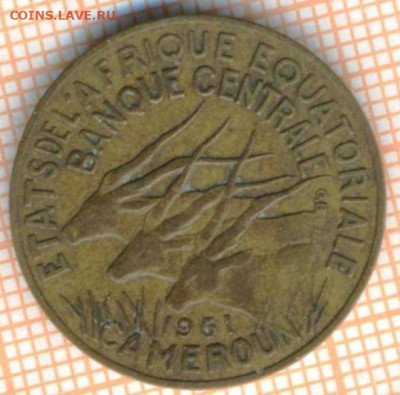 COINS.LAVE.RU
ETATS DE L'AFRIQUE EQUATORIALE
BANQUE CENTRALE
1961
CAMEROUN